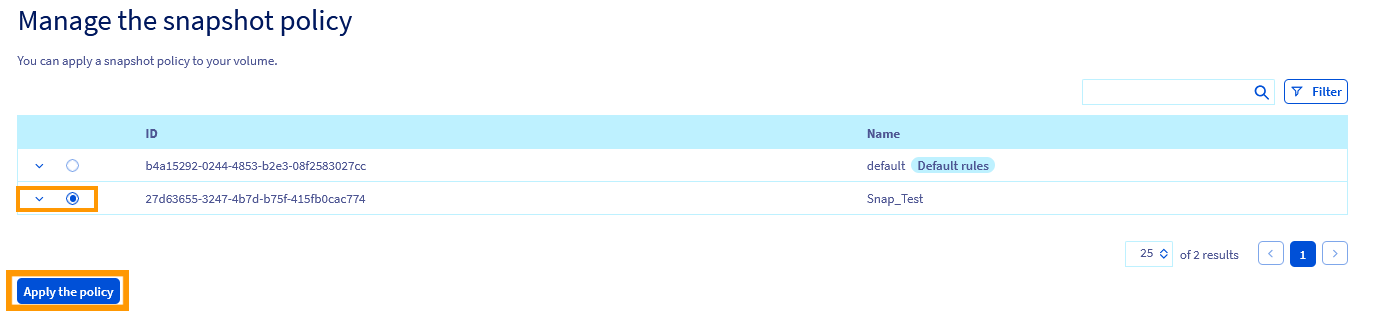 Manage the snapshot policy
You can apply a snapshot policy to your volume.
Filter
ID Name
b4a15292-0244-4853-b2e3-08f2583027cc default Default rules
27d63655-3247-4b7d-b75f-415fb0cac774 Snap_Test
25 of 2 results 1
Apply the policy